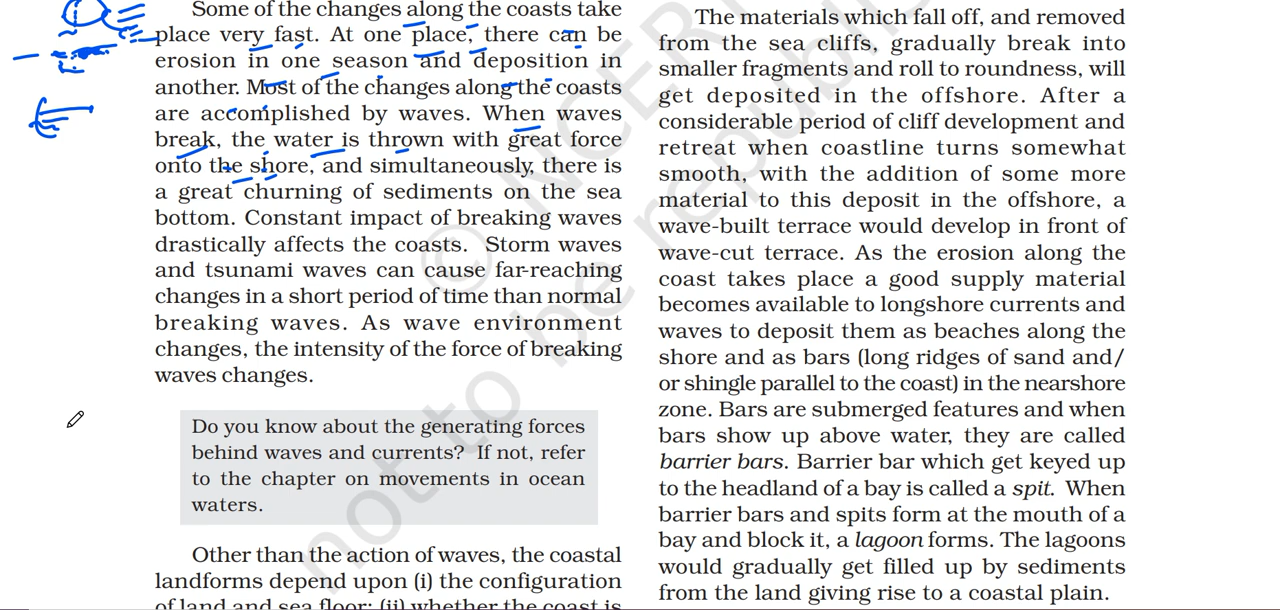 Some of the changes along the coasts take
place very fast. At one place, there can be
erosion in one season and deposition in
another. Most of the changes along the coasts
are accomplished by waves. When waves
break, the water is thrown with great force
onto the shore, and simultaneously, there is
a great churning of sediments on the sea
bottom. Constant impact of breaking waves
drastically affects the coasts. Storm waves
and tsunami waves can cause far-reaching
changes in a short period of time than normal
breaking waves. As wave environment
changes, the intensity of the force of breaking
waves changes.
Do you know about the generating forces
behind waves and currents? If not, refer
to the chapter on movements in ocean
waters.
Other than the action of waves, the coastal
landforms depend upon (i) the configuration
of land and sea floor; (ii) whether the coast is
The materials which fall off, and removed
from the sea cliffs, gradually break into
smaller fragments and roll to roundness, will
get deposited in the offshore. After a
considerable period of cliff development and
retreat when coastline turns somewhat
smooth, with the addition of some more
material to this deposit in the offshore, a
wave-built terrace would develop in front of
wave-cut terrace. As the erosion along the
coast takes place a good supply material
becomes available to longshore currents and
waves to deposit them as beaches along the
shore and as bars (long ridges of sand and/
or shingle parallel to the coast) in the nearshore
zone. Bars are submerged features and when
bars show up above water, they are called
barrier bars. Barrier bar which get keyed up
to the headland of a bay is called a spit. When
barrier bars and spits form at the mouth of a
bay and block it, a lagoon forms. The lagoons
would gradually get filled up by sediments
from the land giving rise to a coastal plain.
© NCER
not to be republi